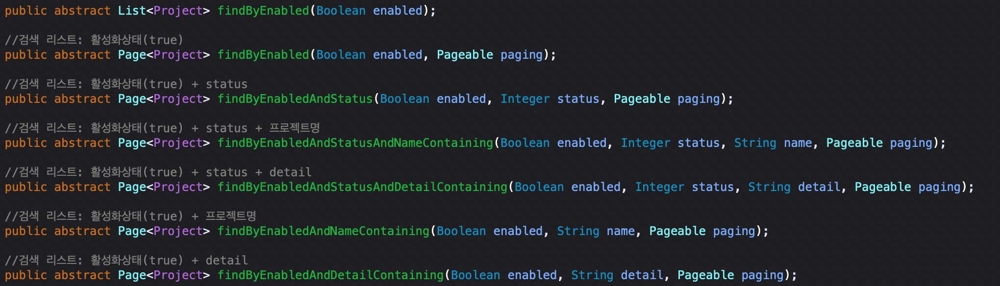 public abstract List<Project> findByEnabled(Boolean enabled);
//검색 리스트: 활성화상태(true)
public abstract Page<Project> findByEnabled(Boolean enabled, Pageable paging);
//검색 리스트: 활성화상태(true) + status
public abstract Page<Project> findByEnabledAndStatus(Boolean enabled, Integer status, Pageable paging);
//검색 리스트: 활성화상태(true) + status + 프로젝트명
public abstract Page<Project> findByEnabledAndStatusAndNameContaining(Boolean enabled, Integer status, String name, Pageable paging);
//검색 리스트: 활성화상태(true) + status + detail
public abstract Page<Project> findByEnabledAndStatusAndDetailContaining(Boolean enabled, Integer status, String detail, Pageable paging);
//검색 리스트: 활성화상태(true) + 프로젝트명
public abstract Page<Project> findByEnabledAndNameContaining(Boolean enabled, String name, Pageable paging);
//검색 리스트: 활성화상태(true) + detail
public abstract Page<Project> findByEnabledAndDetailContaining(Boolean enabled, String detail, Pageable paging);